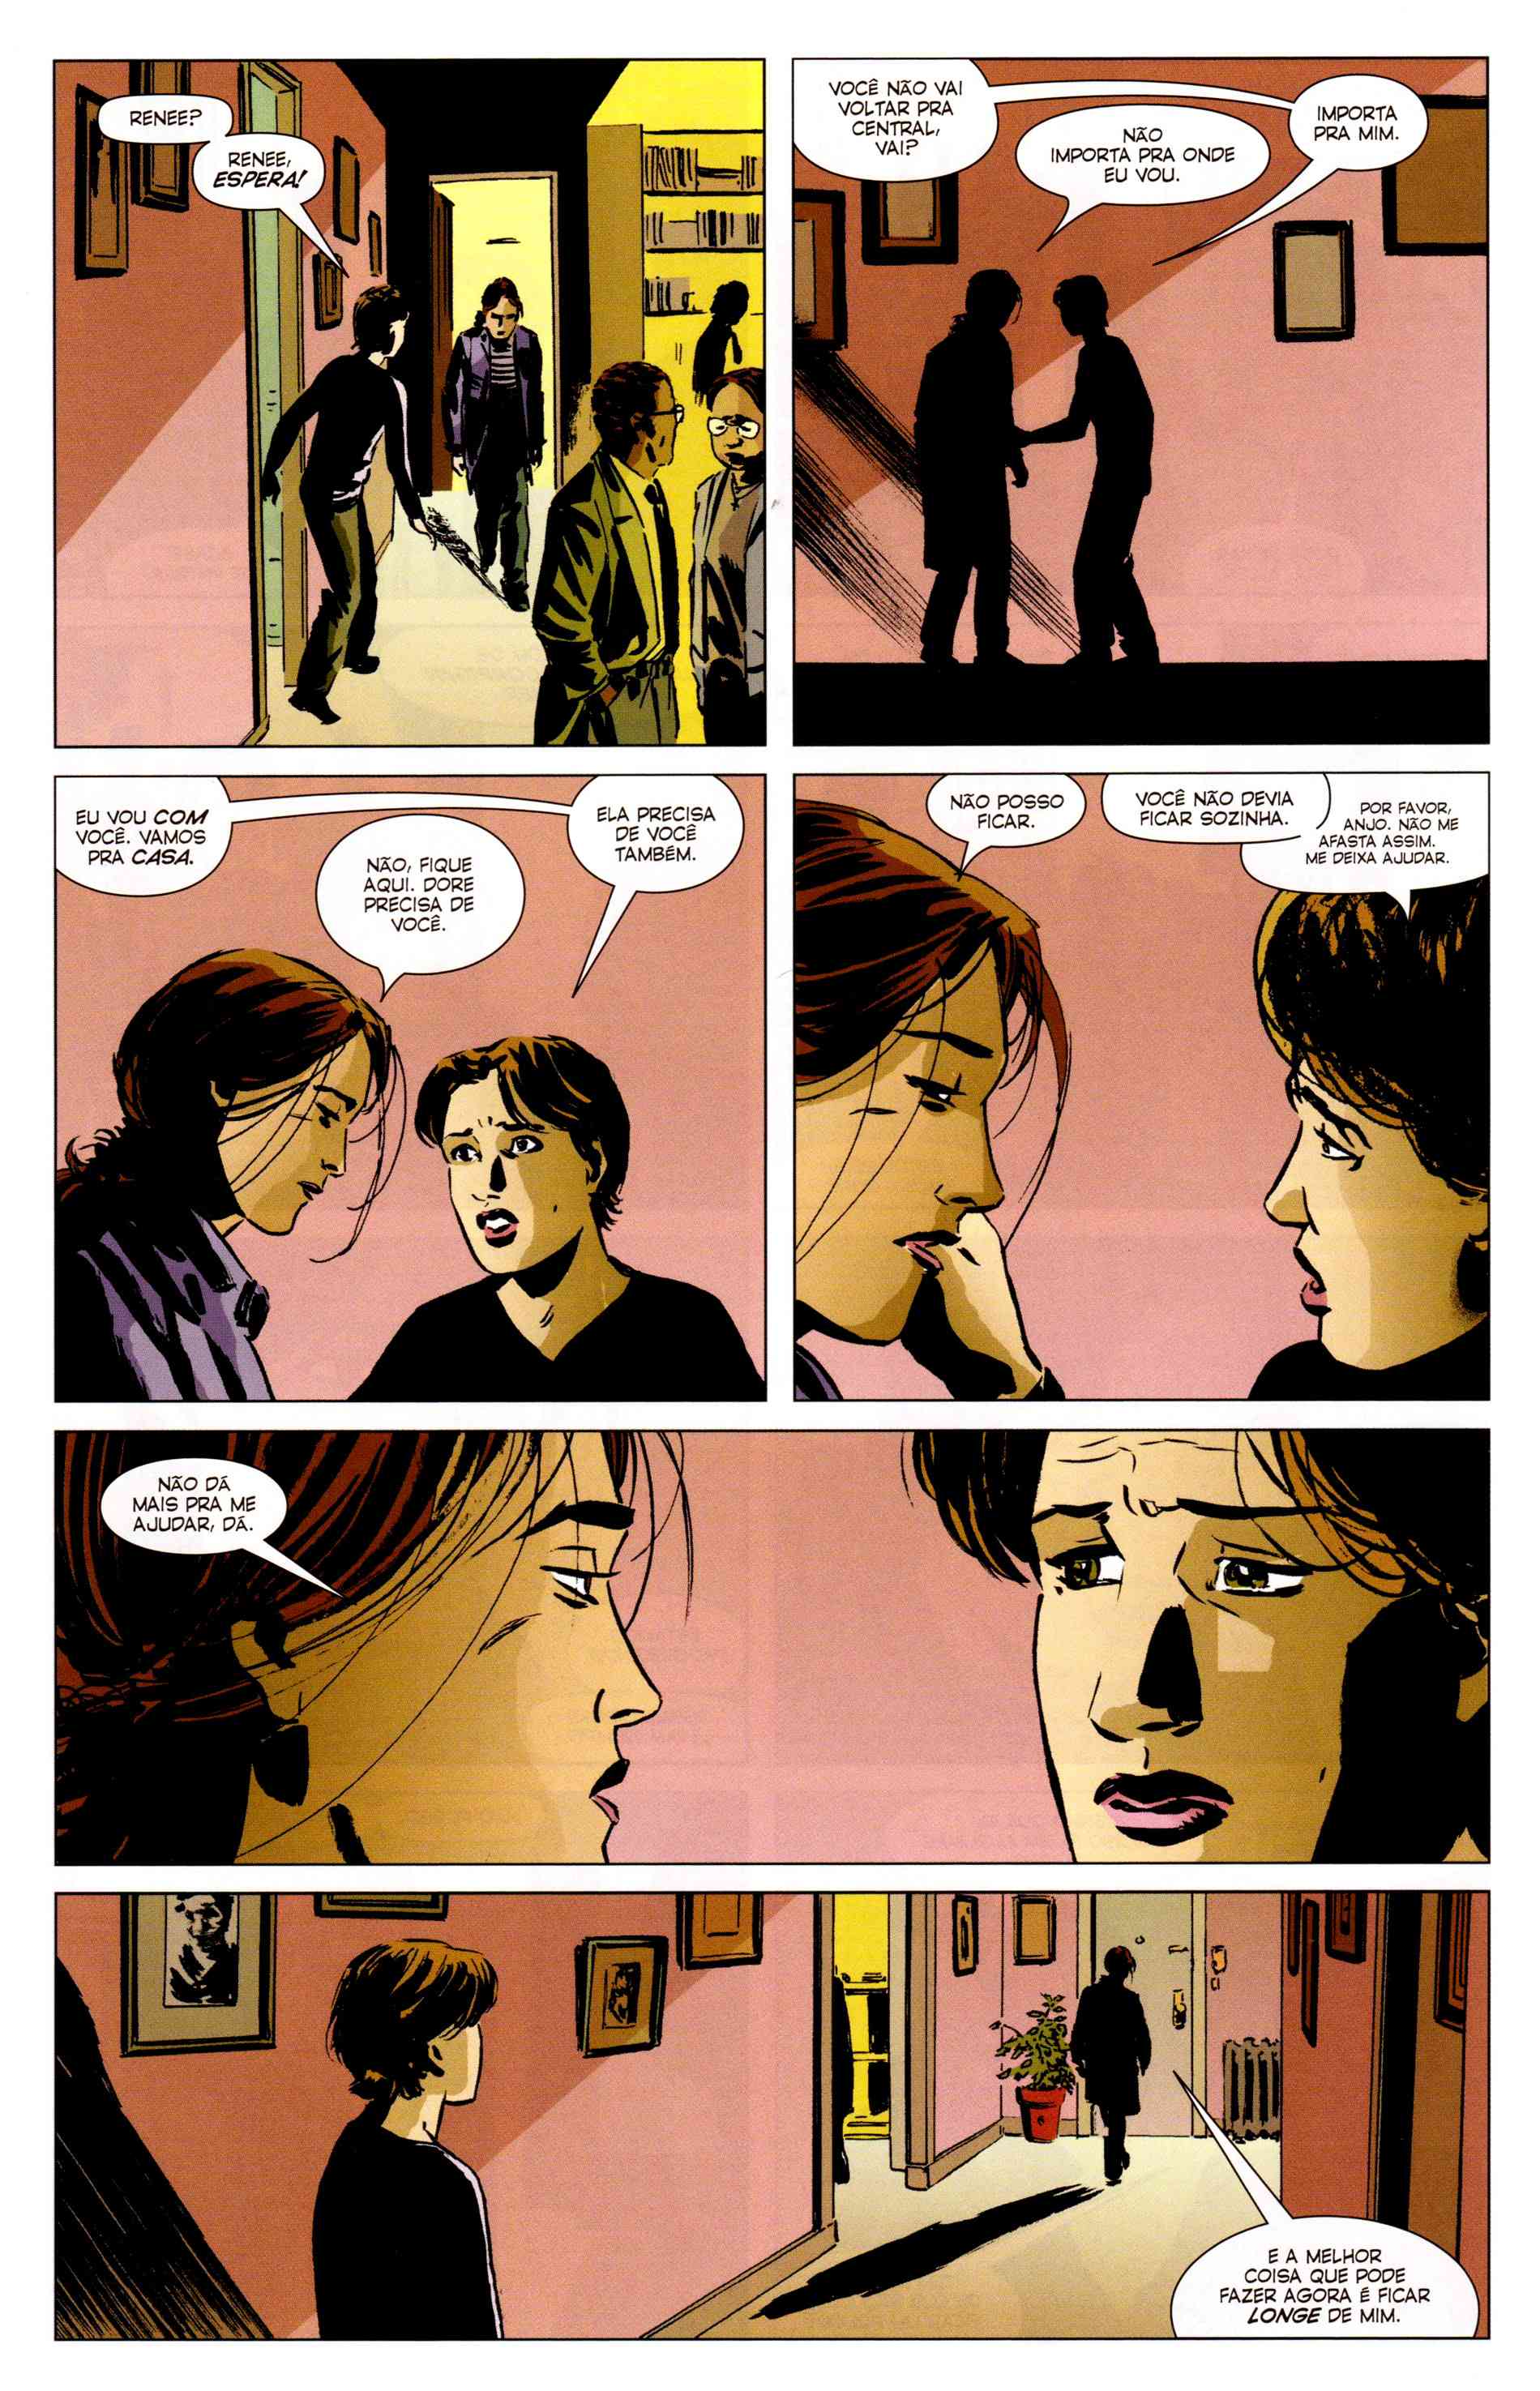 RENEE?
RENEE,
ESPERA!
VOCÊ NÃO VAI
VOLTAR PRA
CENTRAL,
VAI?
NÃO
IMPORTA PRA ONDE
EU VOU.
IMPORTA
PRA MIM.
EU VOU COM
VOCÊ. VAMOS
PRA CASA.
NÃO, FIQUE
AQUI. DORE
PRECISA DE
VOCÊ.
ELA PRECISA
DE VOCÊ
TAMBÉM.
NÃO POSSO
FICAR.
VOCÊ NÃO DEVIA
FICAR SOZINHA.
POR FAVOR,
ANJO. NÃO ME
AFASTA ASSIM.
ME DEIXA AJUDAR.
NÃO DÁ
MAIS PRA ME
AJUDAR, DÁ.
E A MELHOR
COISA QUE PODE
FAZER AGORA É FICAR
LONGE DE MIM.